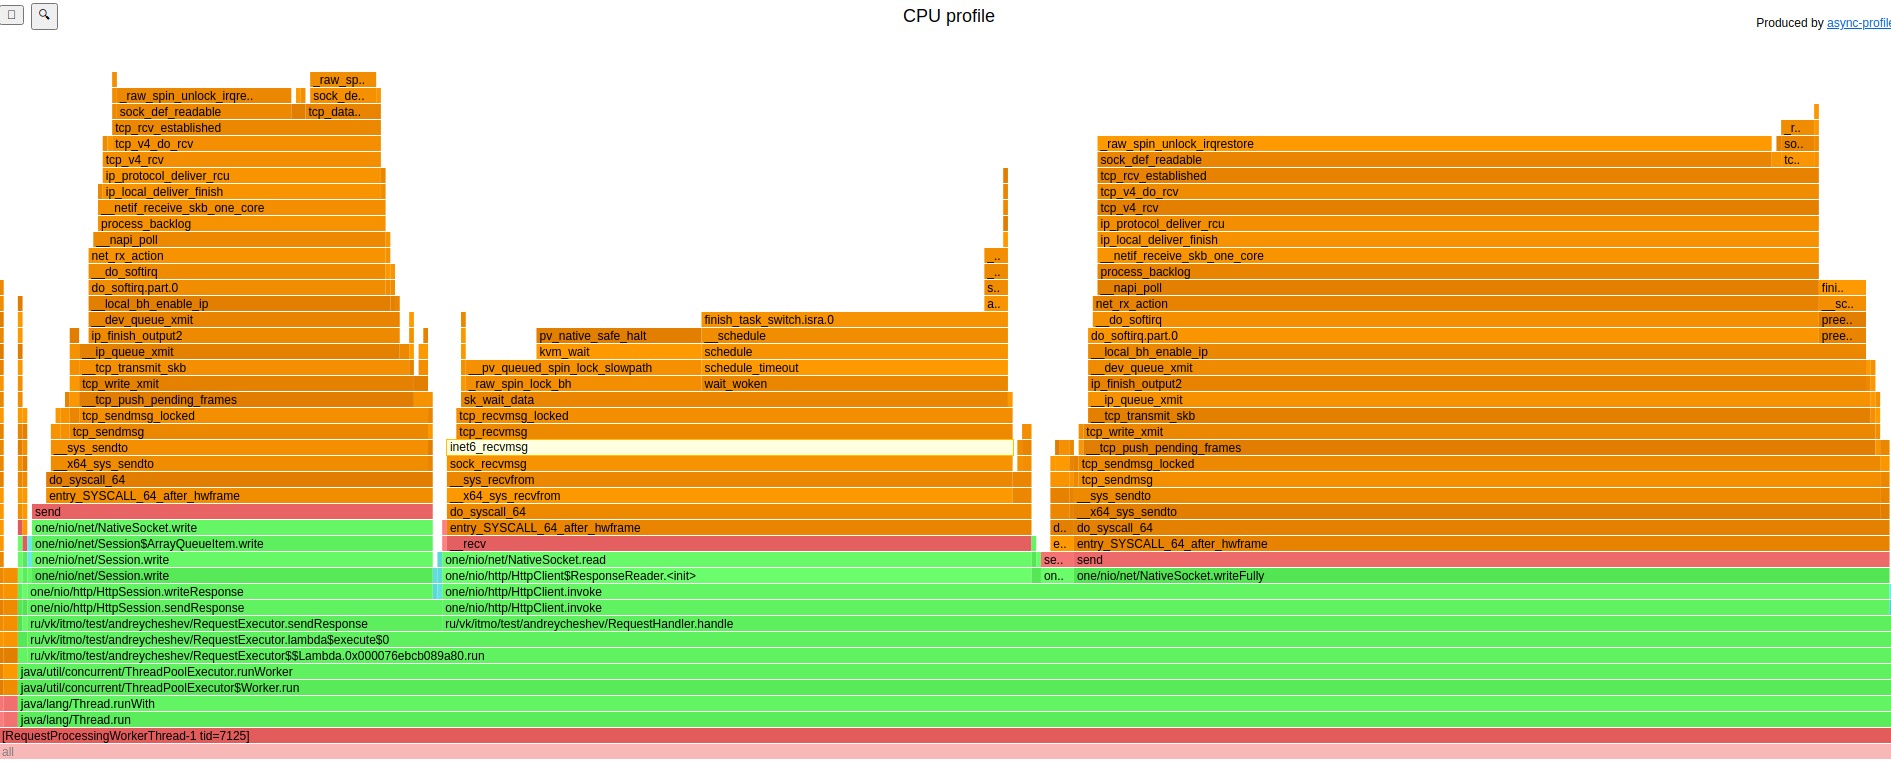 🔍 CPU profile
Produced by async-profile
_raw_sp..
_raw_spin_unlock_irqre.. sock_de..
sock_def_readable tcp_data..
tcp_rcv_established _r..
tcp_v4_do_rcv _raw_spin_unlock_irqrestore so..
tcp_v4_rcv sock_def_readable tc..
ip_protocol_deliver_rcu tcp_rcv_established
ip_local_deliver_finish tcp_v4_do_rcv
__netif_receive_skb_one_core tcp_v4_rcv
process_backlog ip_protocol_deliver_rcu
__napi_poll ip_local_deliver_finish
net_rx_action _.. __netif_receive_skb_one_core
__do_softirq _.. process_backlog
do_softirq.part.0 s.. __napi_poll fini..
__local_bh_enable_ip a.. net_rx_action __sc..
__dev_queue_xmit finish_task_switch.isra.0 __do_softirq pree..
ip_finish_output2 pv_native_safe_halt __schedule do_softirq.part.0 pree..
__ip_queue_xmit kvm_wait schedule __local_bh_enable_ip
__tcp_transmit_skb __pv_queued_spin_lock_slowpath schedule_timeout __dev_queue_xmit
tcp_write_xmit _raw_spin_lock_bh wait_woken ip_finish_output2
__tcp_push_pending_frames sk_wait_data __ip_queue_xmit
tcp_sendmsg_locked tcp_recvmsg_locked __tcp_transmit_skb
tcp_sendmsg tcp_recvmsg tcp_write_xmit
__sys_sendto inet6_recvmsg __tcp_push_pending_frames
__x64_sys_sendto sock_recvmsg tcp_sendmsg_locked
do_syscall_64 __sys_recvfrom tcp_sendmsg
entry_SYSCALL_64_after_hwframe __x64_sys_recvfrom __sys_sendto
send do_syscall_64 __x64_sys_sendto
one/nio/net/NativeSocket.write entry_SYSCALL_64_after_hwframe d.. do_syscall_64
one/nio/net/Session$ArrayQueueItem.write __recv e.. entry_SYSCALL_64_after_hwframe
one/nio/net/Session.write one/nio/net/NativeSocket.read se.. send
one/nio/net/Session.write one/nio/http/HttpClient$ResponseReader.<init> on.. one/nio/net/NativeSocket.writeFully
one/nio/http/HttpSession.writeResponse one/nio/http/HttpClient.invoke
one/nio/http/HttpSession.sendResponse one/nio/http/HttpClient.invoke
ru/vk/itmo/test/andreycheshev/RequestExecutor.sendResponse ru/vk/itmo/test/andreycheshev/RequestHandler.handle
ru/vk/itmo/test/andreycheshev/RequestExecutor.lambda$execute$0
ru/vk/itmo/test/andreycheshev/RequestExecutor$$Lambda.0x000076ebcb089a80.run
java/util/concurrent/ThreadPoolExecutor.runWorker
java/util/concurrent/ThreadPoolExecutor$Worker.run
java/lang/Thread.runWith
java/lang/Thread.run
[RequestProcessingWorkerThread-1 tid=7125]
all